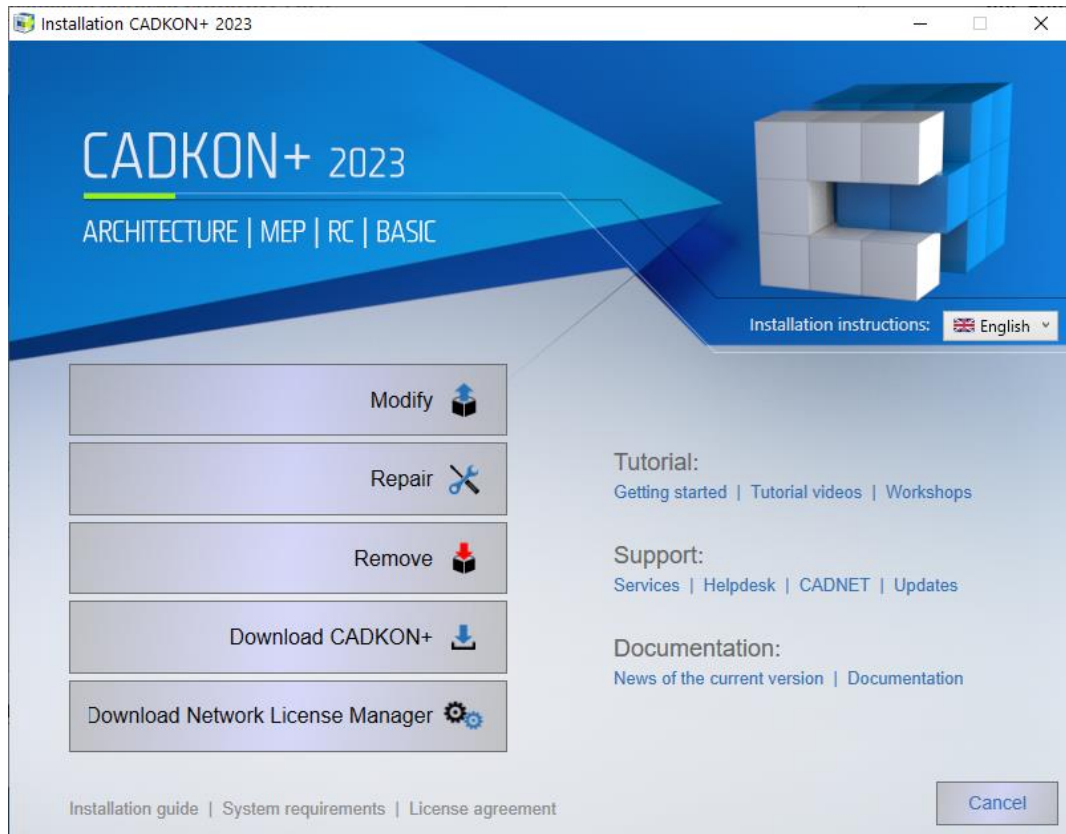 Installation CADKON+ 2023
CADKON+ 2023
ARCHITECTURE | MEP | RC | BASIC
Installation instructions: English
Modify
Repair
Remove
Download CADKON+
Download Network License Manager
Tutorial:
Getting started | Tutorial videos | Workshops
Support:
Services | Helpdesk | CADNET | Updates
Documentation:
News of the current version | Documentation
Installation guide | System requirements | License agreement
Cancel